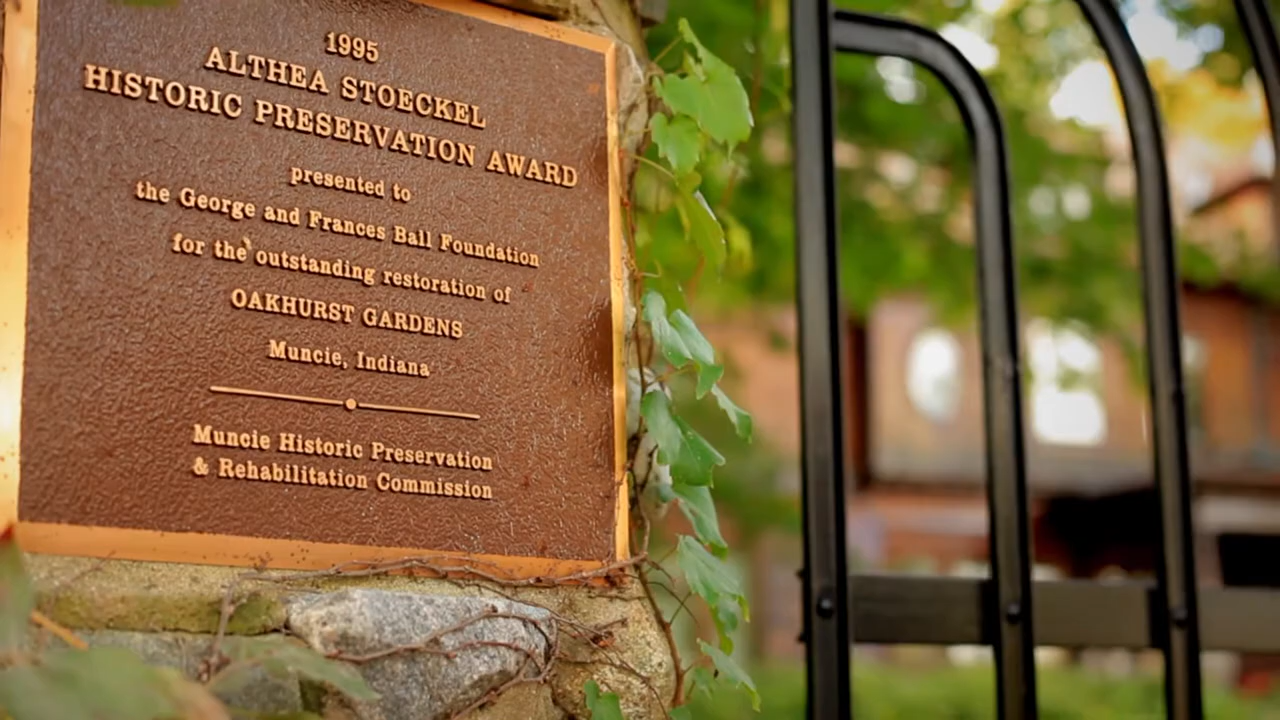 1995
ALTHEA STOECKEL
HISTORIC PRESERVATION AWARD
presented to
the George and Frances Ball Foundation
for the outstanding restoration of
OAKHURST GARDENS
Muncie, Indiana
Muncie Historic Preservation
& Rehabilitation Commission